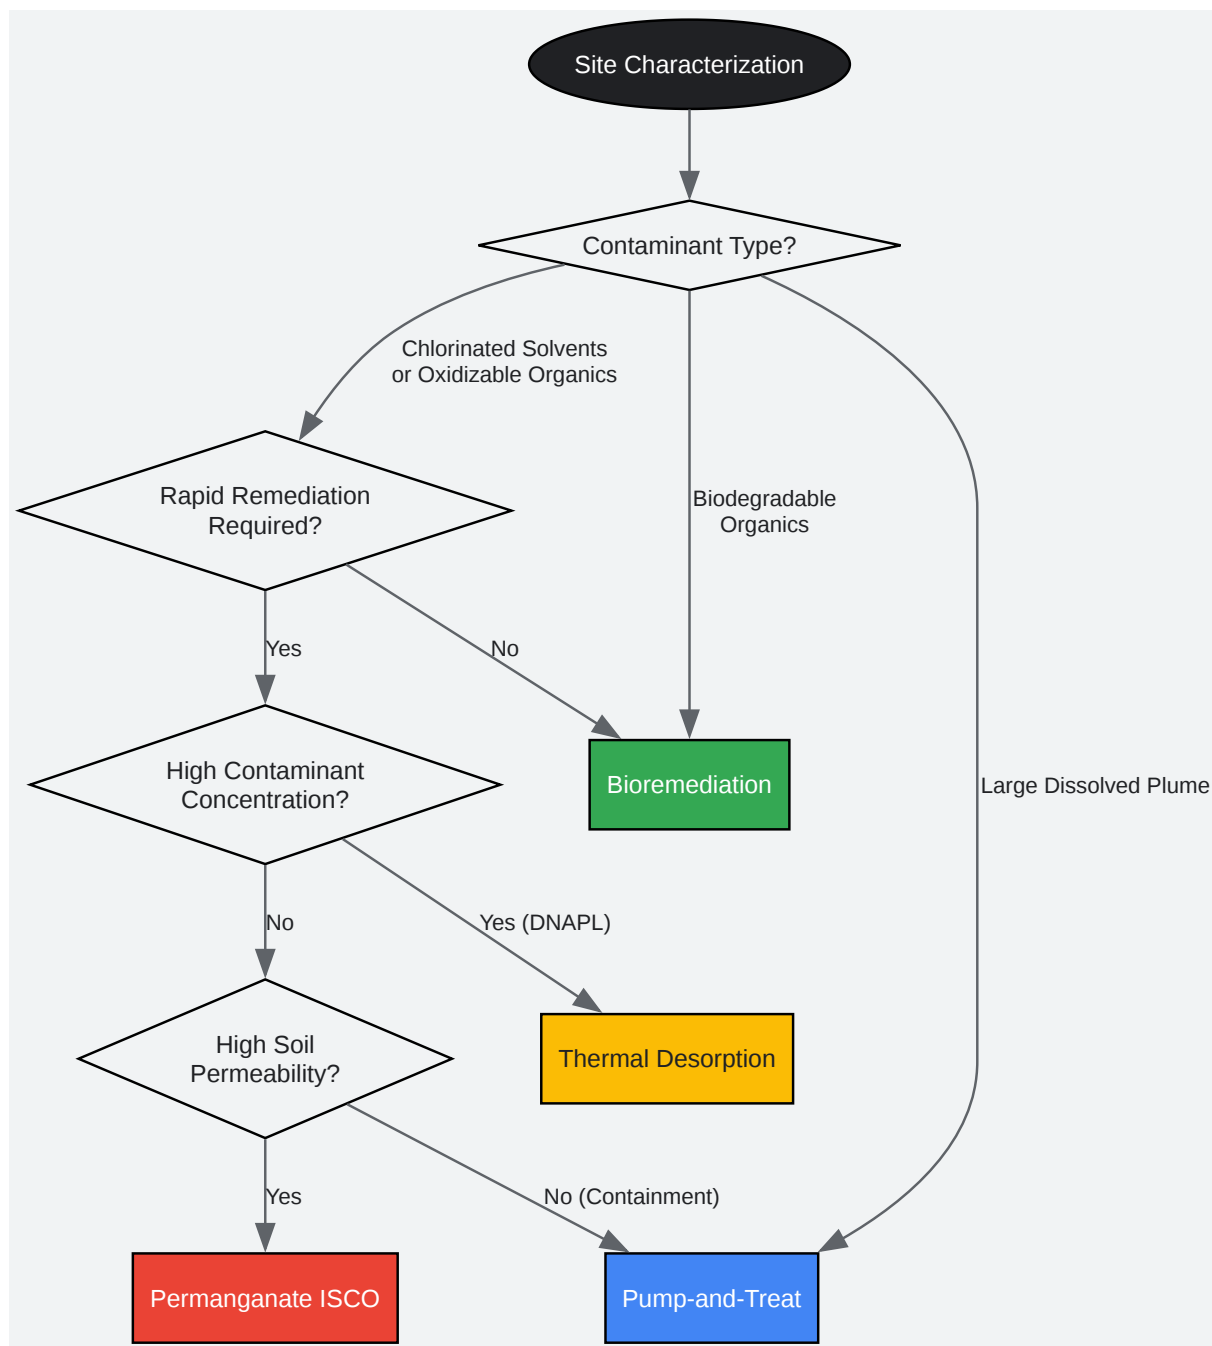 Site Characterization
Contaminant Type?
Chlorinated Solvents
or Oxidizable Organics
Rapid Remediation
Required?
Biodegradable
Organics
Yes
No
High Contaminant
Concentration?
Bioremediation
Large Dissolved Plume
No
Yes (DNAPL)
High Soil
Permeability?
Thermal Desorption
Yes
No (Containment)
Permanganate ISCO
Pump-and-Treat